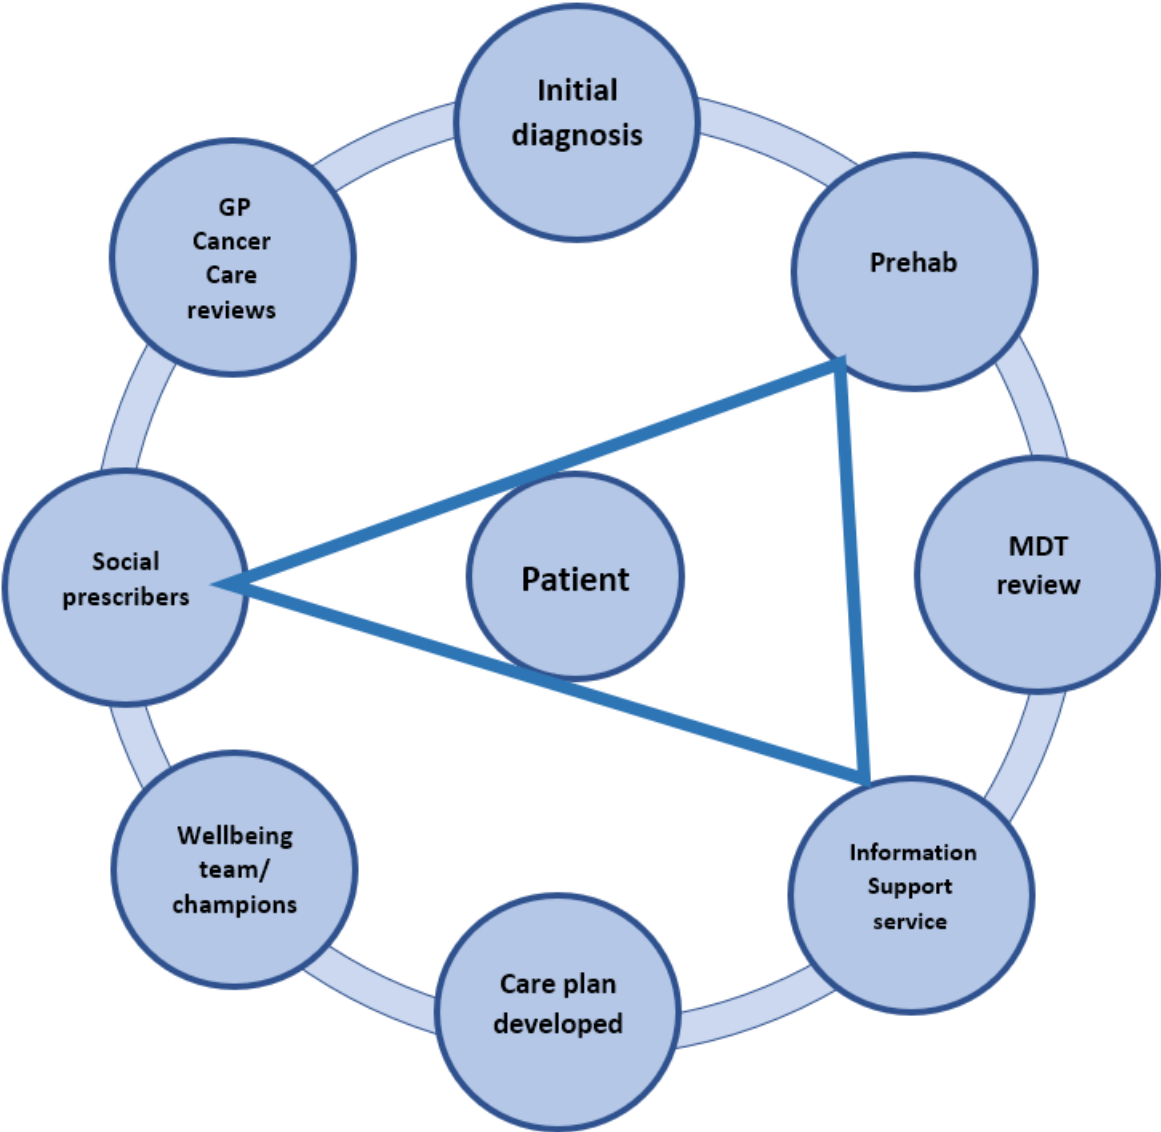 Initial
diagnosis
Prehab
MDT
review
Information
Support
service
Care plan
developed
Wellbeing
team/
champions
Social
prescribers
GP
Cancer
Care
reviews
Patient